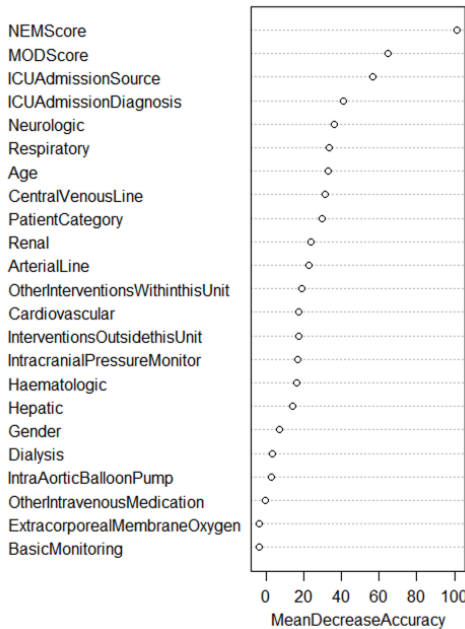 NEMScore
MODScore
ICUAdmissionSource
ICUAdmissionDiagnosis
Neurologic
Respiratory
Age
CentralVenousLine
PatientCategory
Renal
ArterialLine
OtherInterventionsWithinthisUnit
Cardiovascular
InterventionsOutsidethisUnit
IntracranialPressureMonitor
Haematologic
Hepatic
Gender
Dialysis
IntraAorticBalloonPump
OtherIntravenousMedication
ExtracorporealMembraneOxygen
BasicMonitoring
0 20 40 60 80 100
MeanDecreaseAccuracy